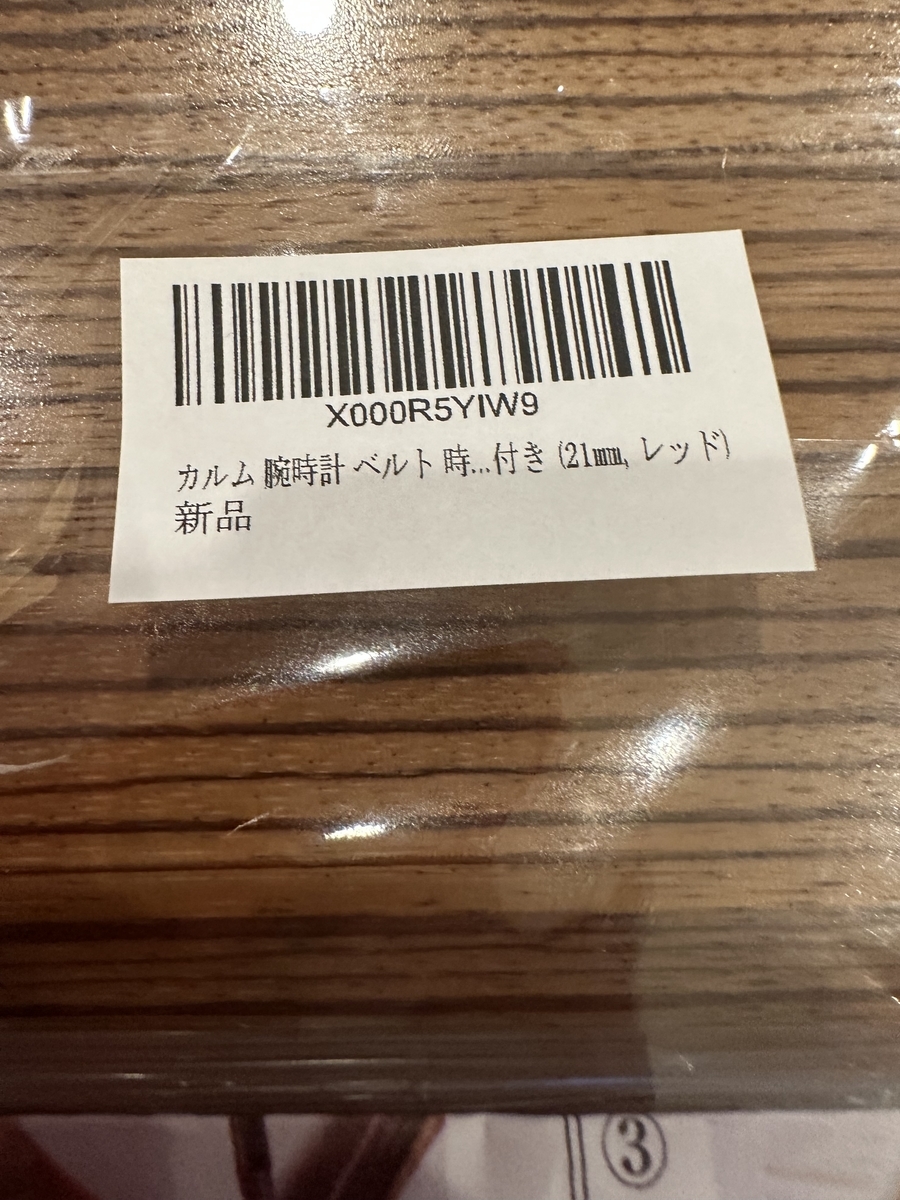 X000R5YIW9
カルム 腕時計 ベルト 時...付き (21mm, レッド)
新品
③